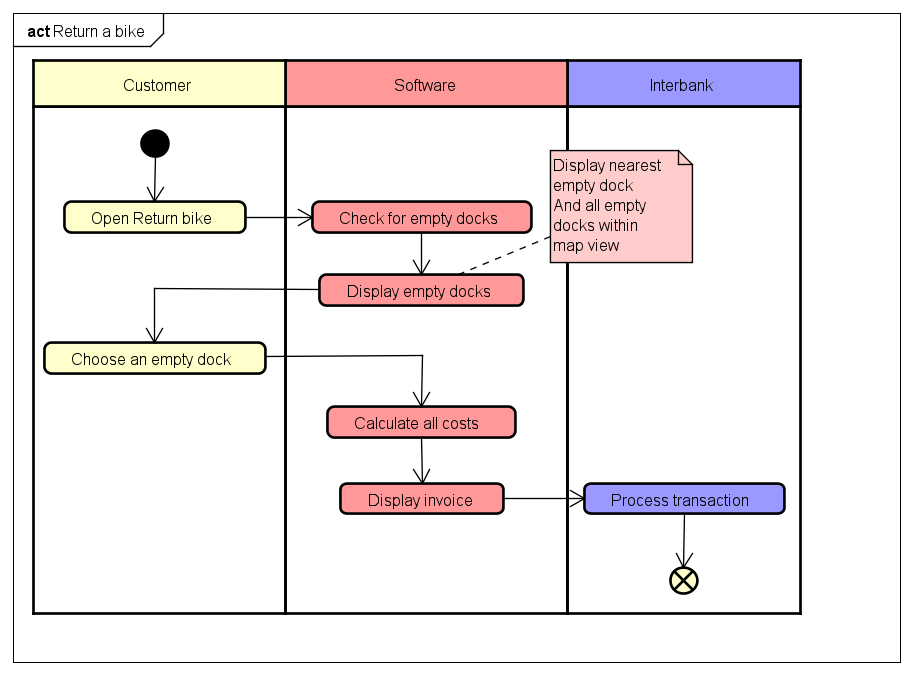 act Return a bike
Customer
Software
Interbank
Display nearest
empty dock
And all empty
docks within
map view
Open Return bike
Check for empty docks
Display empty docks
Choose an empty dock
Calculate all costs
Display invoice
Process transaction